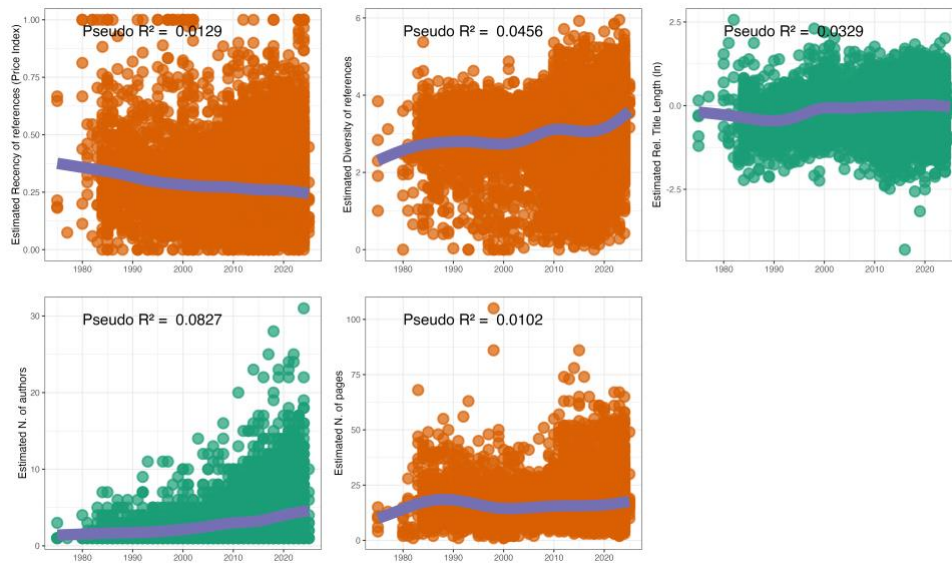 Estimated Recency of references (Price Index)
1.00
0.75
0.50
0.25
0.00
Pseudo R² = 0.0129
1980 1990 2000 2010 2020
Estimated Diversity of references
6
4
2
0
Pseudo R² = 0.0456
1980 1990 2000 2010 2020
Estimated Rel. Title Length (ln)
2.5
0.0
-2.5
Pseudo R² = 0.0329
1980 1990 2000 2010 2020
Estimated N. of authors
30
20
10
0
Pseudo R² = 0.0827
1980 1990 2000 2010 2020
Estimated N. of pages
100
75
50
25
0
Pseudo R² = 0.0102
1980 1990 2000 2010 2020